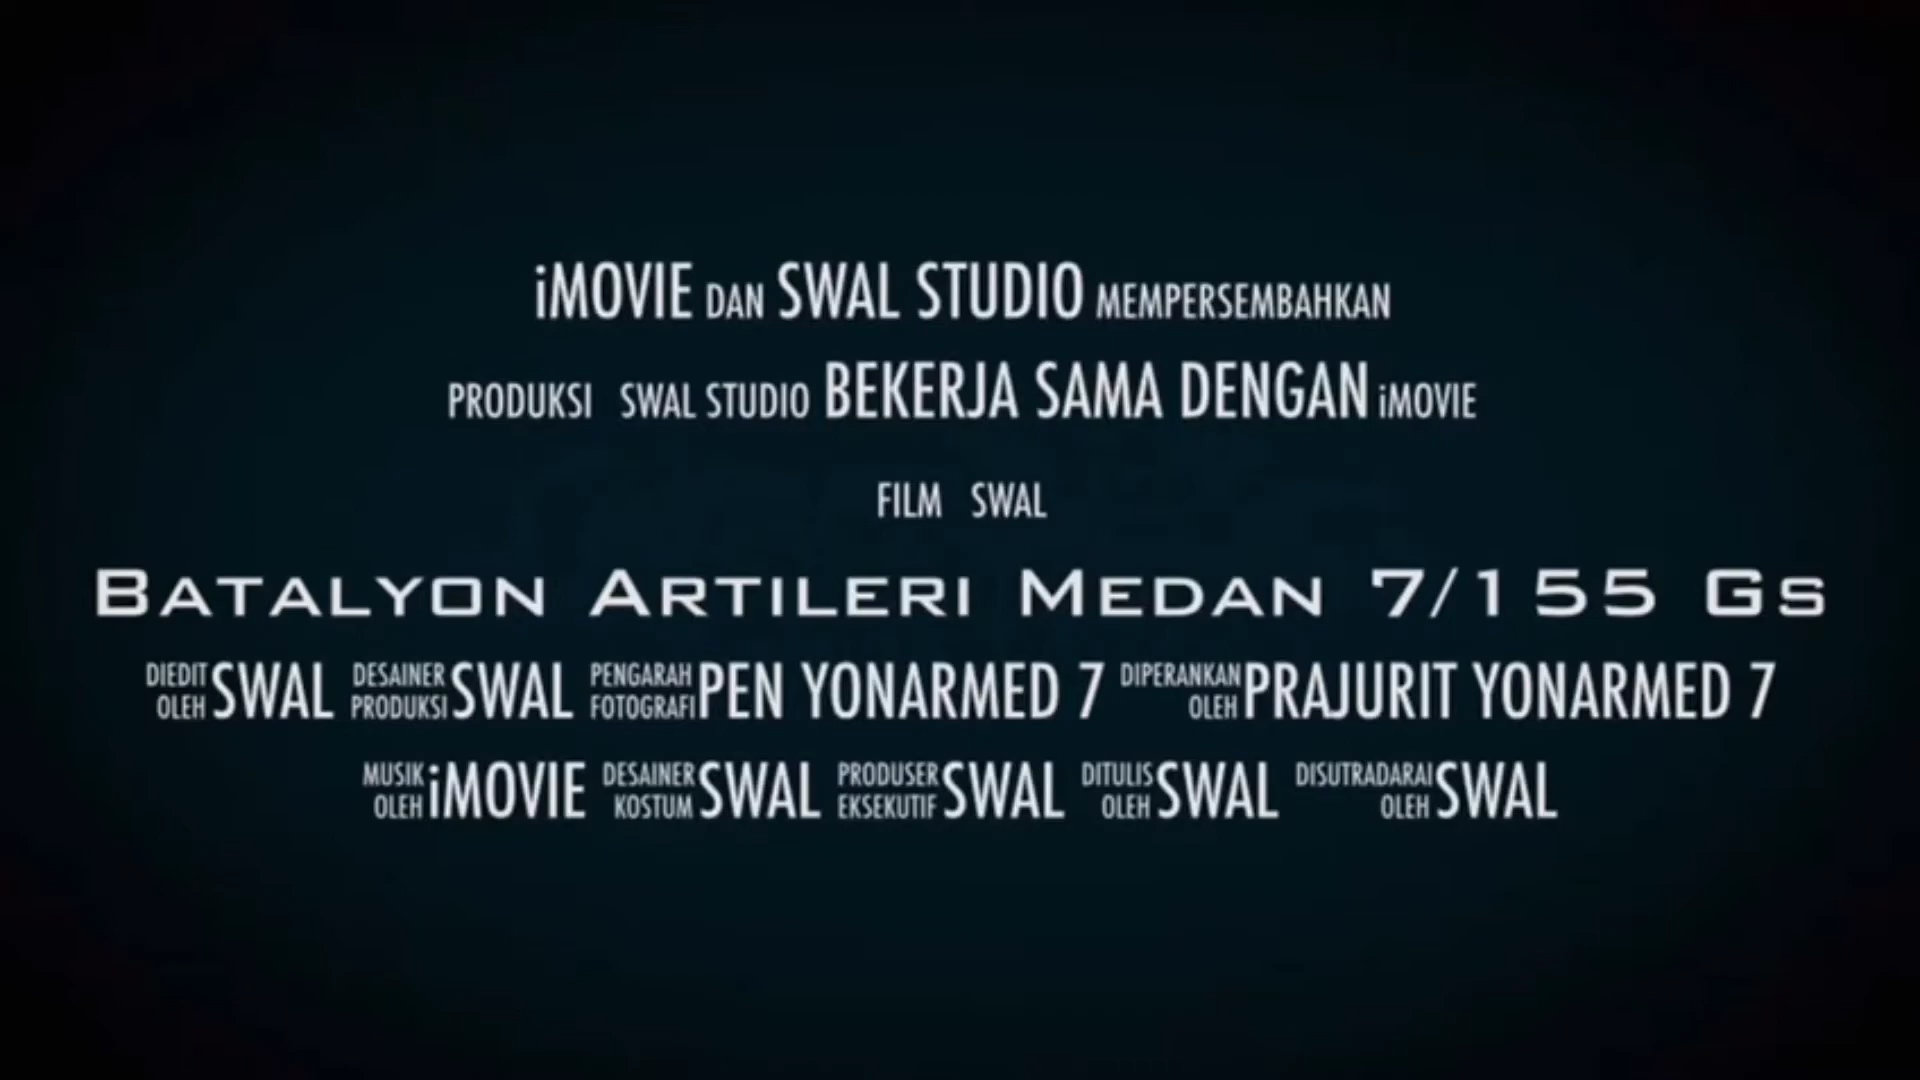 iMOVIE DAN SWAL STUDIO MEMPERSEMBAHKAN
PRODUKSI SWAL STUDIO BEKERJA SAMA DENGAN iMOVIE
FILM SWAL
BATALYON ARTILERI MEDAN 7/155 GS
DIEDIT OLEH SWAL DESAINER PRODUKSI SWAL PENGARAH FOTOGRAFI PEN YONARMED 7 DIPERANKAN OLEH PRAJURIT YONARMED 7
MUSIK OLEH iMOVIE DESAINER KOSTUM SWAL PRODUSER EKSEKUTIF SWAL DITULIS OLEH SWAL DISUTRADARAI OLEH SWAL